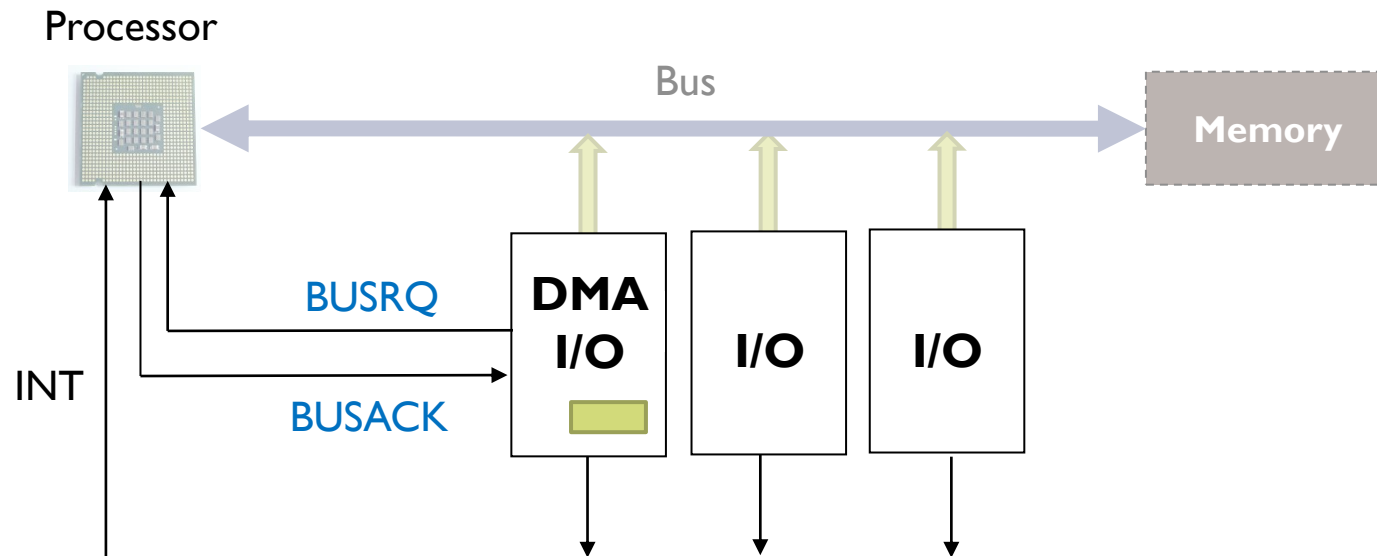 Processor
Bus
Memory
BUSRQ
DMA
I/O
I/O
I/O
INT
BUSACK